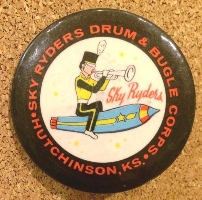 SKY RYDERS DRUM & BUGLE CORPS
Sky Ryders
• HUTCHINSON, KS. •